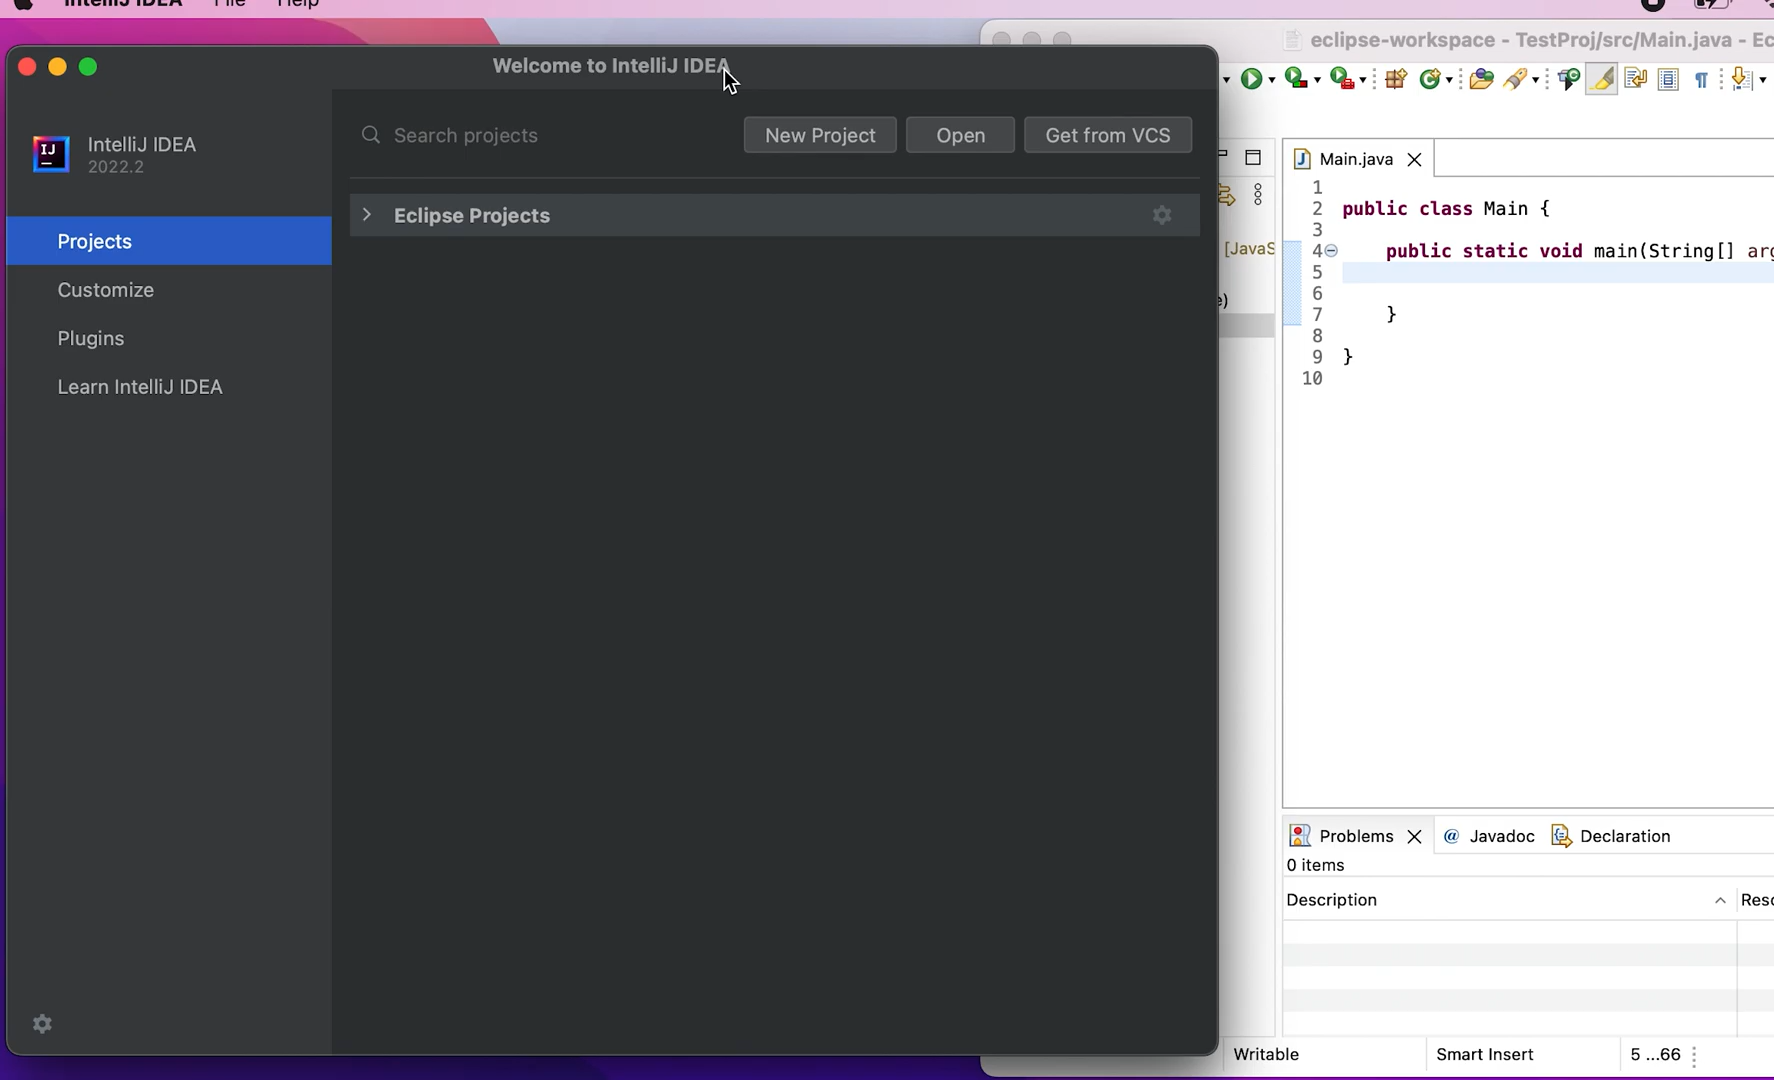 IntelliJ IDEA File Help
eclipse-workspace - TestProj/src/Main.java - Ec
Welcome to IntelliJ IDEA
IntelliJ IDEA
2022.2
Search projects
New Project
Open
Get from VCS
Projects
Customize
Plugins
Learn IntelliJ IDEA
Eclipse Projects
Main.java
[JavaS
e)
1
2 public class Main {
3
4 public static void main(String[] arg
5
6
7 }
8
9 }
10
Problems @ Javadoc Declaration
0 items
Description Reso
Writable Smart Insert 5 ...66